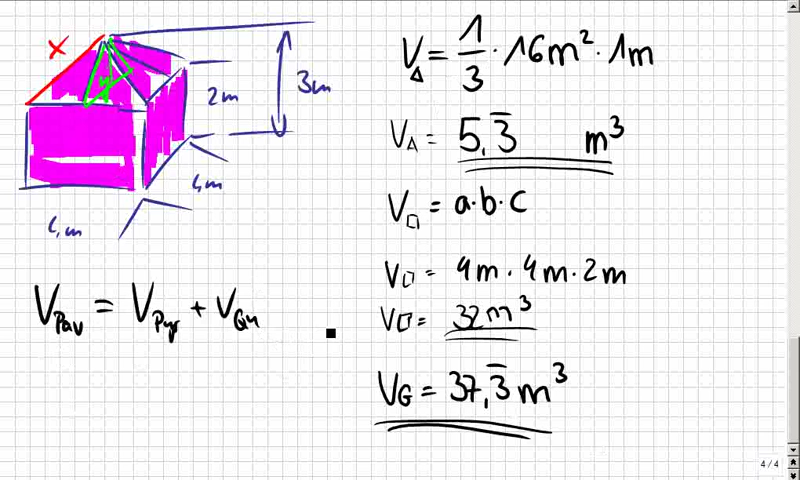 x
3m
2m
4m
4m
V_Pav = V_Pyr + V_Qu
V_Δ = 1/3 · 16m² · 1m
V_Δ = 5,3̅ m³
V_□ = a·b·c
V_□ = 4m · 4m · 2m
V_□ = 32m³
V_G = 37,3̅ m³
4/4